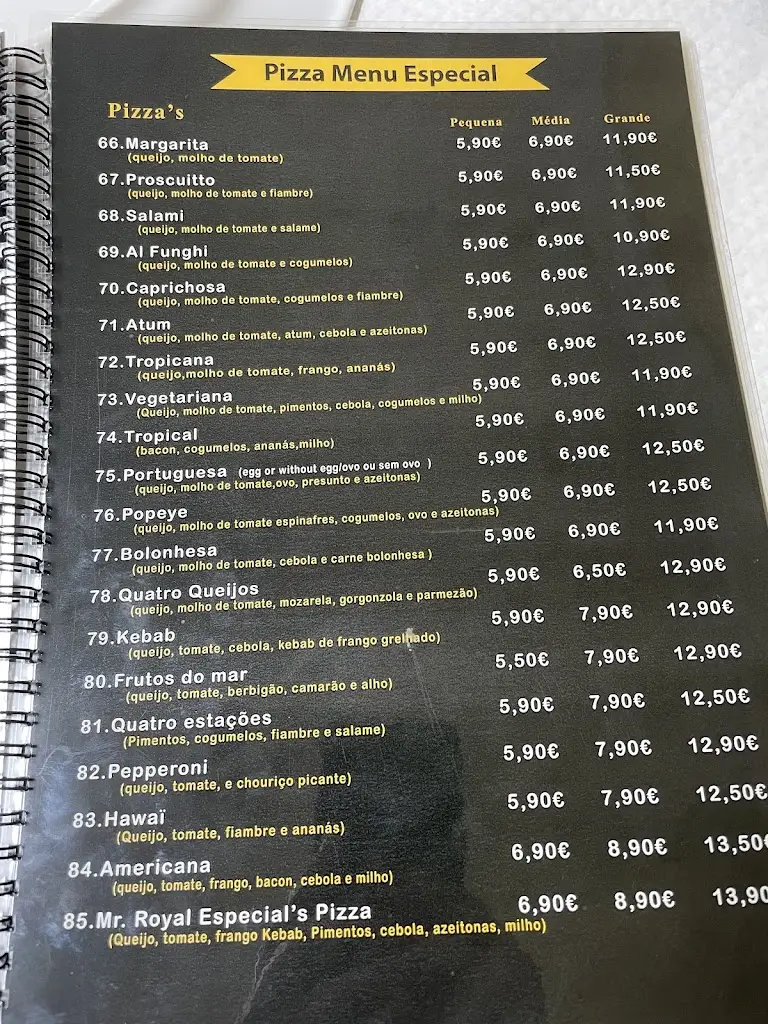 Pizza Menu Especial
Pizza's Pequena Média Grande
66.Margarita 5,90€ 6,90€ 11,90€
(queijo, molho de tomate)
67.Proscuitto 5,90€ 6,90€ 11,50€
(queijo, molho de tomate e fiambre)
68.Salami 5,90€ 6,90€ 11,90€
(queijo, molho de tomate e salame)
69.Al Funghi 5,90€ 6,90€ 10,90€
(queijo, molho de tomate e cogumelos)
70.Caprichosa 5,90€ 6,90€ 12,90€
(queijo, molho de tomate, cogumelos e fiambre)
71.Atum 5,90€ 6,90€ 12,50€
(queijo, molho de tomate, atum, cebola e azeitonas)
72.Tropicana 5,90€ 6,90€ 12,50€
(queijo,molho de tomate, frango, ananás)
73.Vegetariana 5,90€ 6,90€ 11,90€
(Queijo, molho de tomate, pimentos, cebola, cogumelos e milho)
74.Tropical 5,90€ 6,90€ 11,90€
(bacon, cogumelos, ananás,milho)
75.Portuguesa (egg or without egg/ovo ou sem ovo ) 5,90€ 6,90€ 12,50€
(queijo, molho de tomate,ovo, presunto e azeitonas)
76.Popeye 5,90€ 6,90€ 12,50€
(queijo, molho de tomate espinafres, cogumelos, ovo e azeitonas)
77.Bolonhesa 5,90€ 6,90€ 11,90€
(queijo, molho de tomate, cebola e carne bolonhesa )
78.Quatro Queijos 5,90€ 6,50€ 12,90€
(queijo, molho de tomate, mozarela, gorgonzola e parmezão)
79.Kebab 5,90€ 7,90€ 12,90€
(queijo, tomate, cebola, kebab de frango grelhado)
80.Frutos do mar 5,50€ 7,90€ 12,90€
(queijo, tomate, berbigão, camarão e alho)
81.Quatro estações 5,90€ 7,90€ 12,50€
(Pimentos, cogumelos, fiambre e salame)
82.Pepperoni 5,90€ 7,90€ 12,90€
(queijo, tomate, e chouriço picante)
83.Hawaï 5,90€ 7,90€ 12,50€
(Queijo, tomate, fiambre e ananás)
84.Americana 6,90€ 8,90€ 13,50€
(queijo, tomate, frango, bacon, cebola e milho)
85.Mr. Royal Especial's Pizza 6,90€ 8,90€ 13,90
(Queijo, tomate, frango Kebab, Pimentos, cebola, azeitonas, milho)